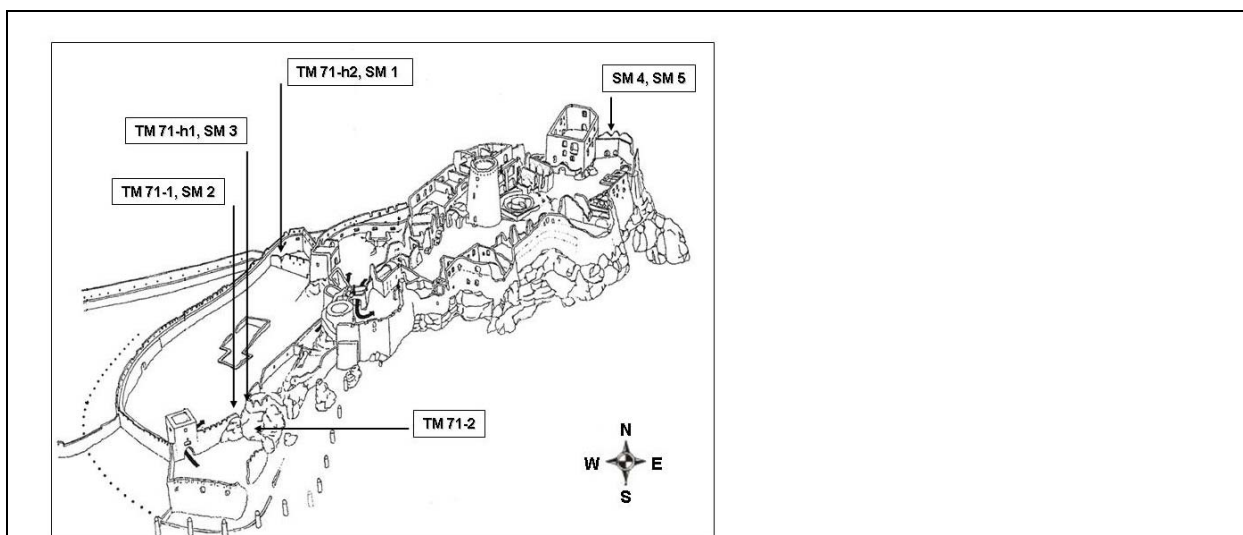 TM 71-h2, SM 1
SM 4, SM 5
TM 71-h1, SM 3
TM 71-1, SM 2
TM 71-2
N
W E
S